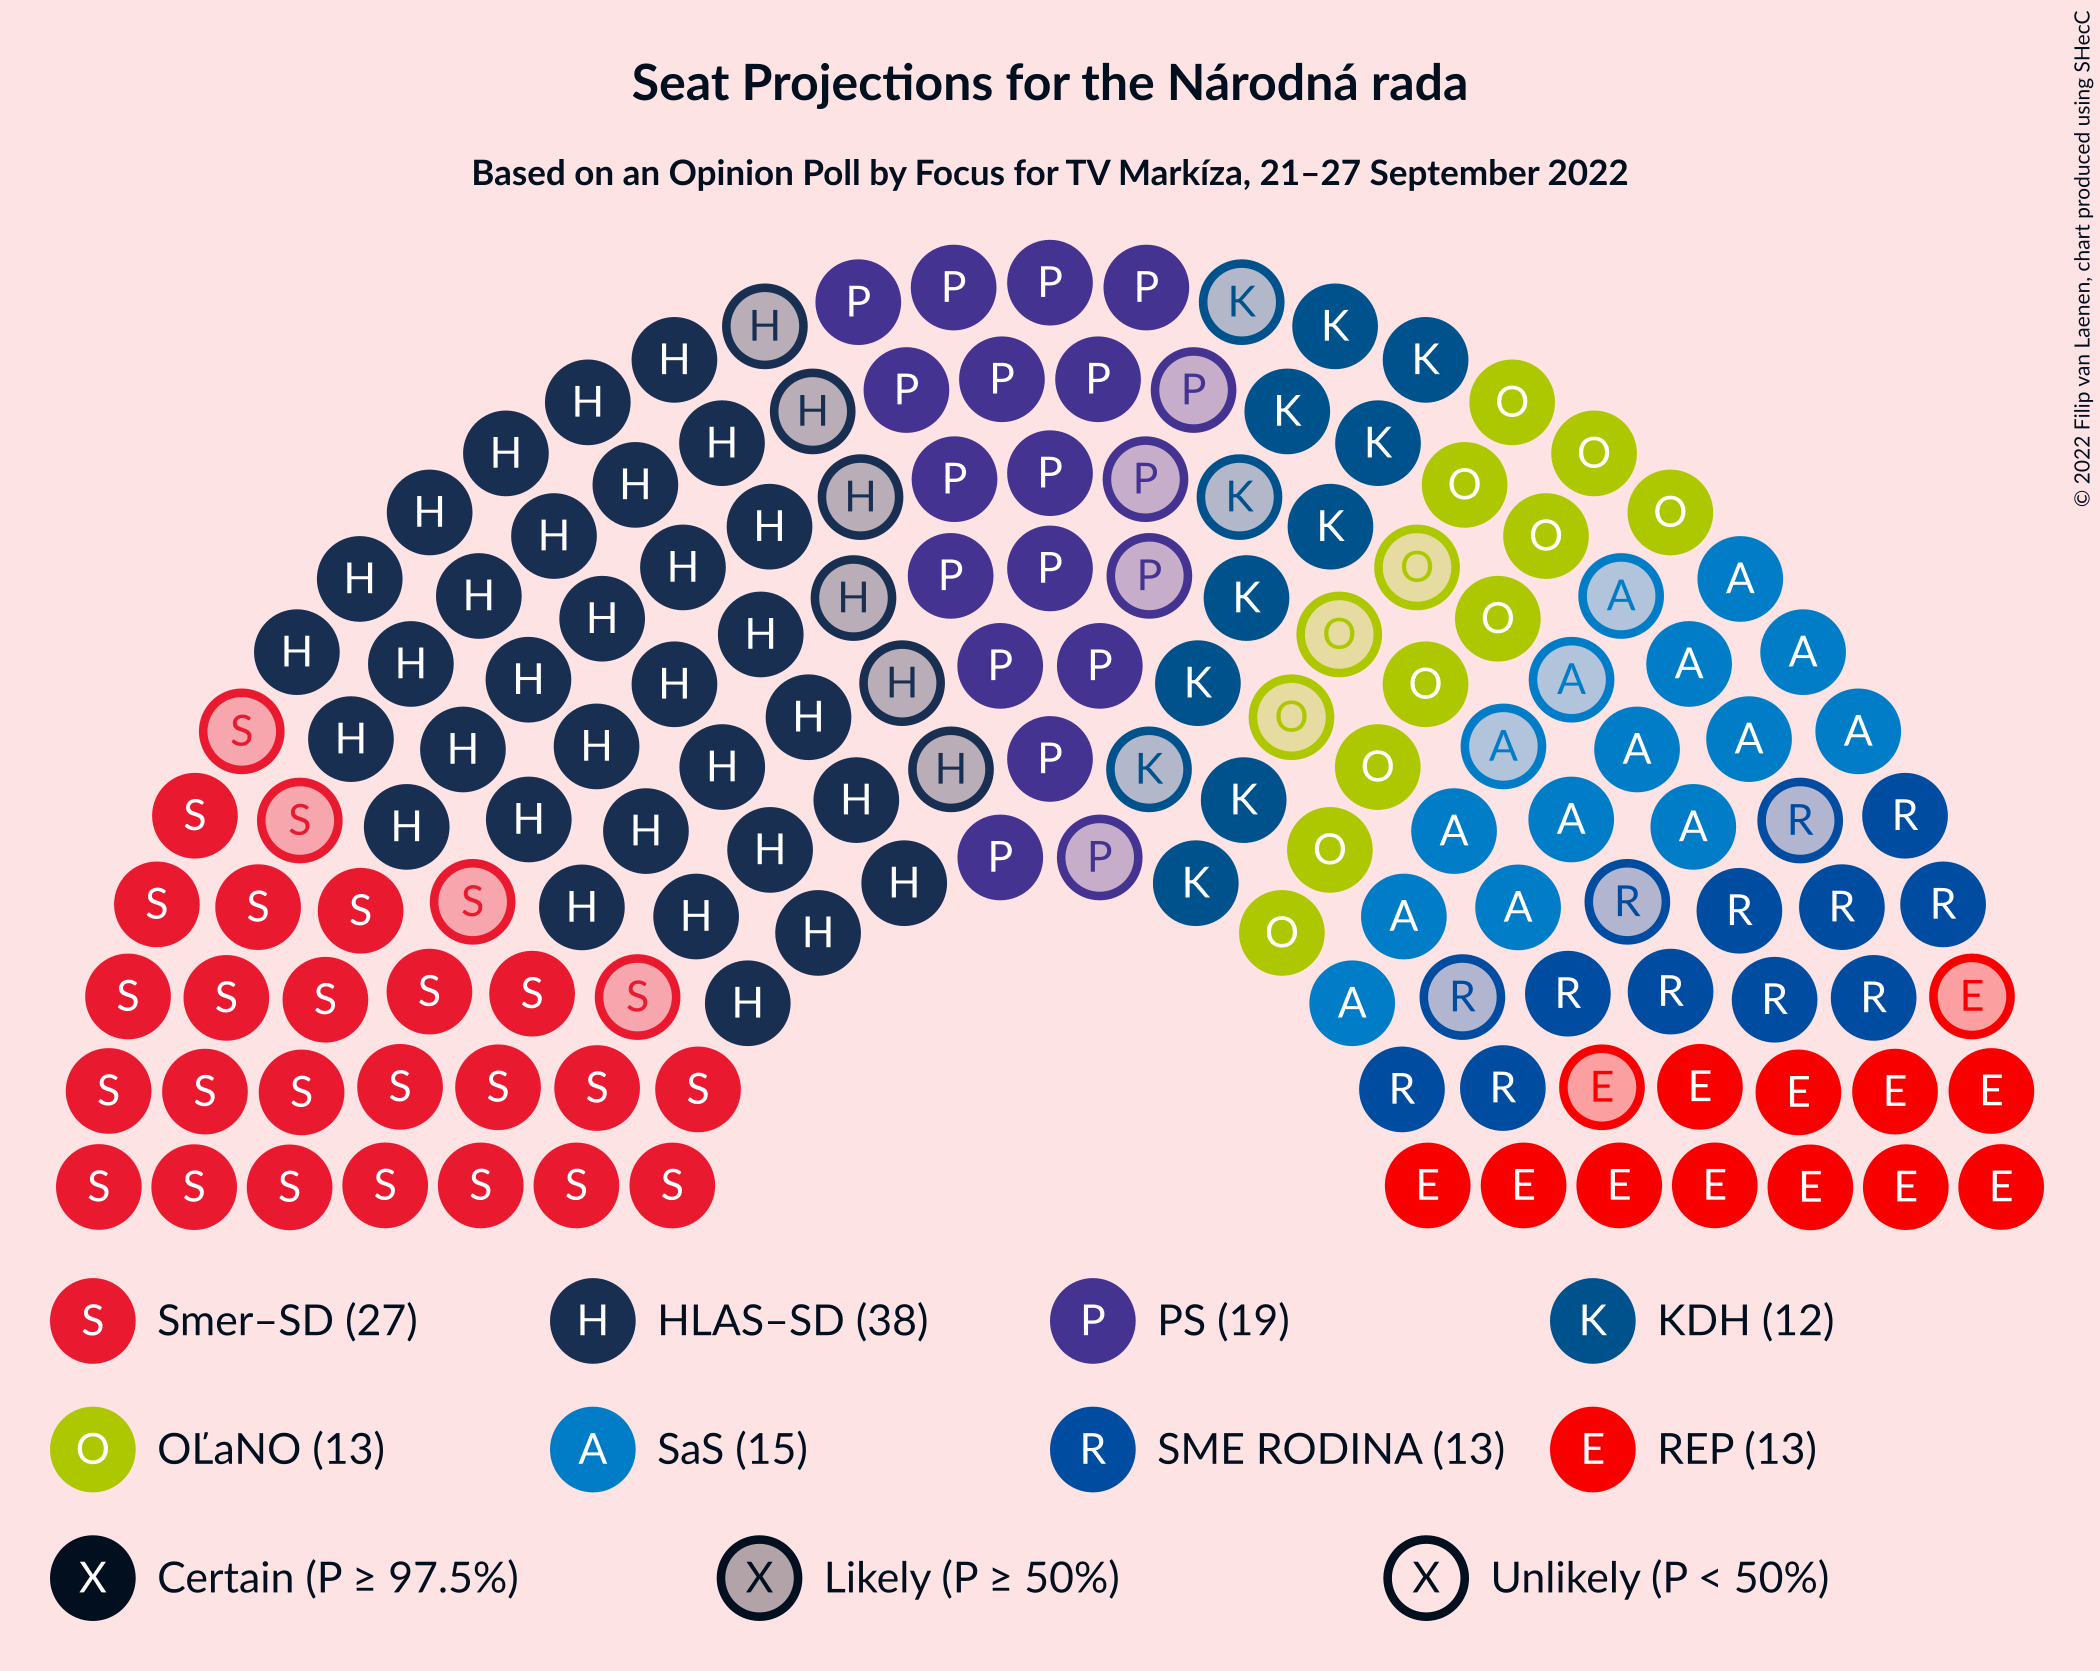 Seat Projections for the Národná rada
Based on an Opinion Poll by Focus for TV Markíza, 21–27 September 2022
© 2022 Filip van Laenen, chart produced using SHecC
P P P P K
H K K
H P P P P O
H H K K O
H H P P P K O O
H H H K O
H H H P P P K O O A A
H H H H O O
H H H H P P K O A A A
S H H H H O O A A
H H H H P K A A A
S S H H H H K O A A A R R
H H H P P K O A
S S S S H H H O A A R R R R
S S S S S S H A R R R R R E
S S S S S S S R R E E E E E
S S S S S S S E E E E E E E
S Smer–SD (27) H HLAS–SD (38) P PS (19) K KDH (12)
O OĽaNO (13) A SaS (15) R SME RODINA (13) E REP (13)
X Certain (P ≥ 97.5%) X Likely (P ≥ 50%) X Unlikely (P < 50%)